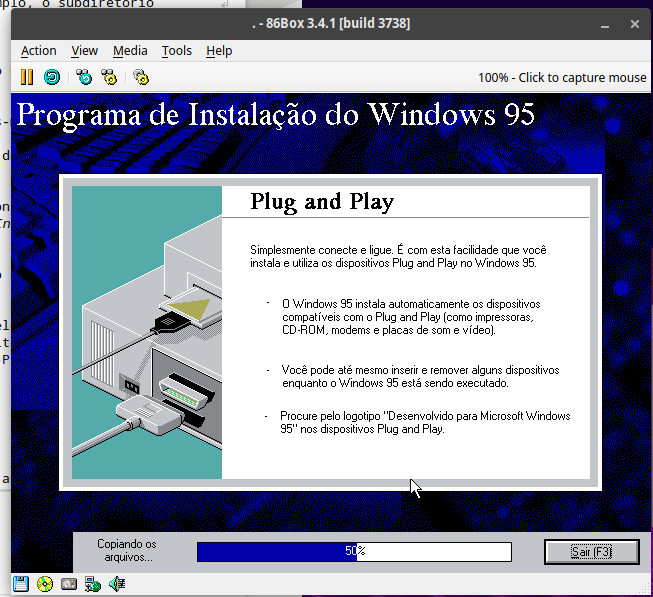 mplo, o subdiretório
. - 86Box 3.4.1 [build 3738]
Action View Media Tools Help
100% - Click to capture mouse
Programa de Instalação do Windows 95
Plug and Play
Simplesmente conecte e ligue. É com esta facilidade que você
instala e utiliza os dispositivos Plug and Play no Windows 95.
- O Windows 95 instala automaticamente os dispositivos
compatíveis com o Plug and Play (como impressoras,
CD-ROM, modems e placas de som e vídeo).
- Você pode até mesmo inserir e remover alguns dispositivos
enquanto o Windows 95 está sendo executado.
- Procure pelo logotipo "Desenvolvido para Microsoft Windows
95" nos dispositivos Plug and Play.
Copiando os
arquivos...
50%
Sair (F3)